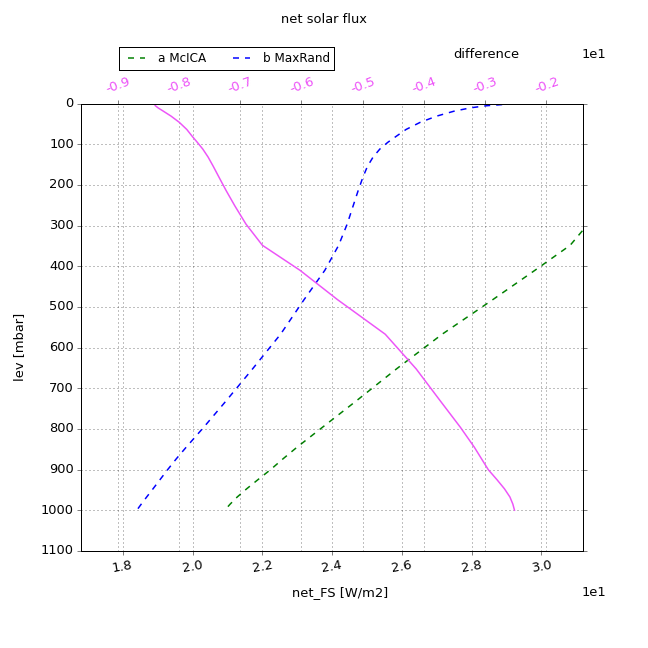 net solar flux
a McICA b MaxRand difference 1e1
-0.9 -0.8 -0.7 -0.6 -0.5 -0.4 -0.3 -0.2
0
100
200
300
400
500
600
700
800
900
1000
1100
lev [mbar]
1.8 2.0 2.2 2.4 2.6 2.8 3.0
net_FS [W/m2] 1e1